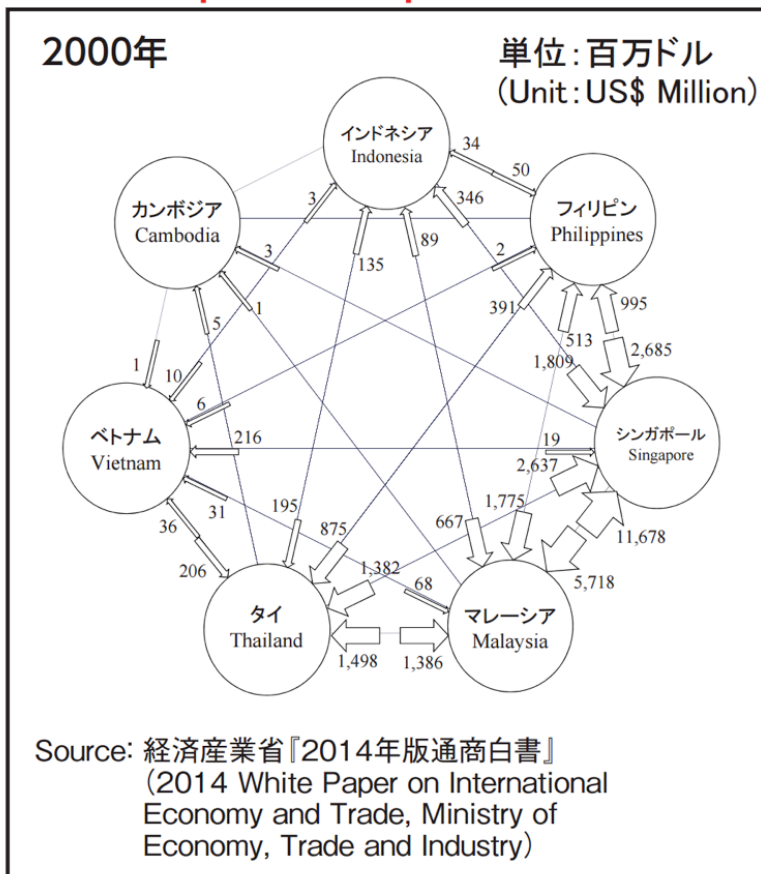 2000年
単位:百万ドル
(Unit:US$ Million)
インドネシア
Indonesia
34
50
カンボジア
Cambodia
フィリピン
Philippines
3
346
89
135
3
2
391
995
5
1
513
2,685
1,809
1
10
6
ベトナム
Vietnam
216
19
シンガポール
Singapore
2,637
31
195
875
667
1,775
11,678
36
206
1,382
68
5,718
タイ
Thailand
マレーシア
Malaysia
1,498
1,386
Source: 経済産業省『2014年版通商白書』
(2014 White Paper on International
Economy and Trade, Ministry of
Economy, Trade and Industry)